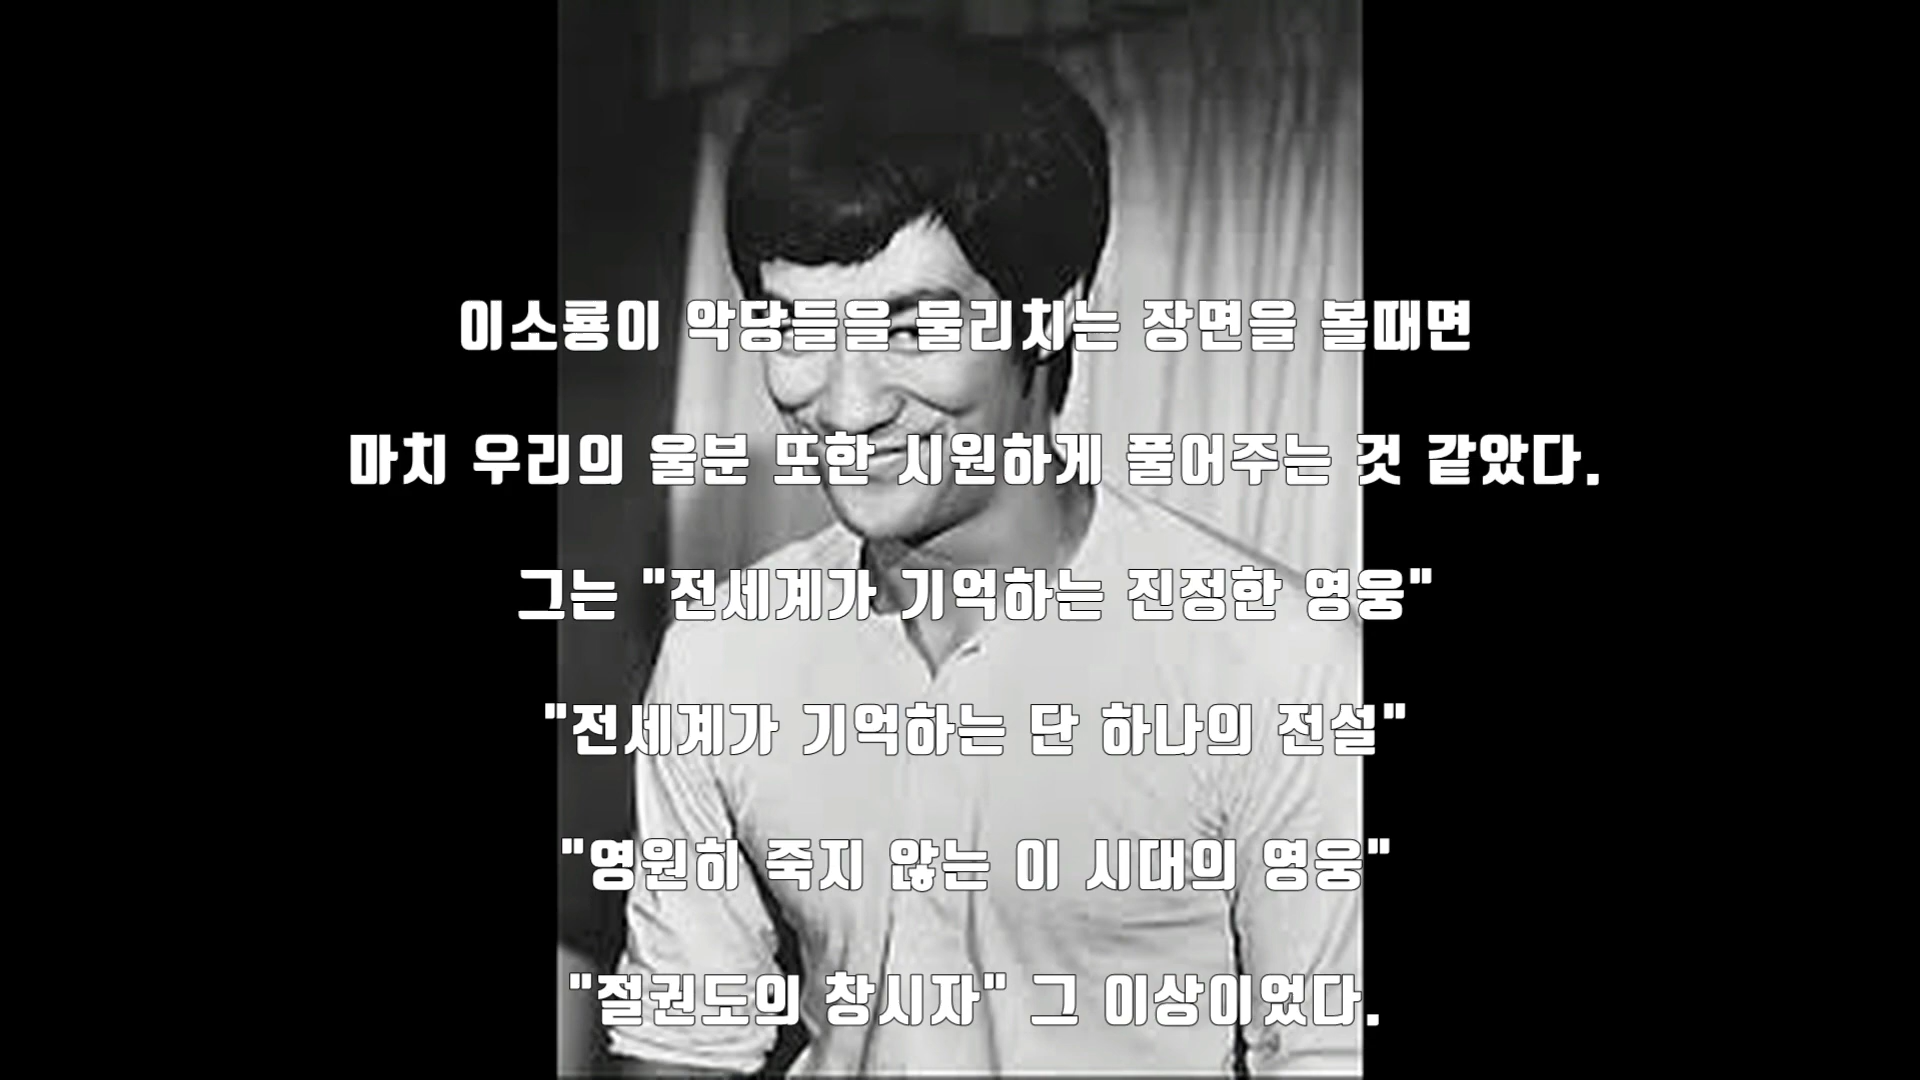 이소룡이 악당들을 물리치는 장면을 볼때면
마치 우리의 울분 또한 시원하게 풀어주는 것 같았다.
그는 "전세계가 기억하는 진정한 영웅"
"전세계가 기억하는 단 하나의 전설"
"영원히 죽지 않는 이 시대의 영웅"
"절권도의 창시자" 그 이상이었다.